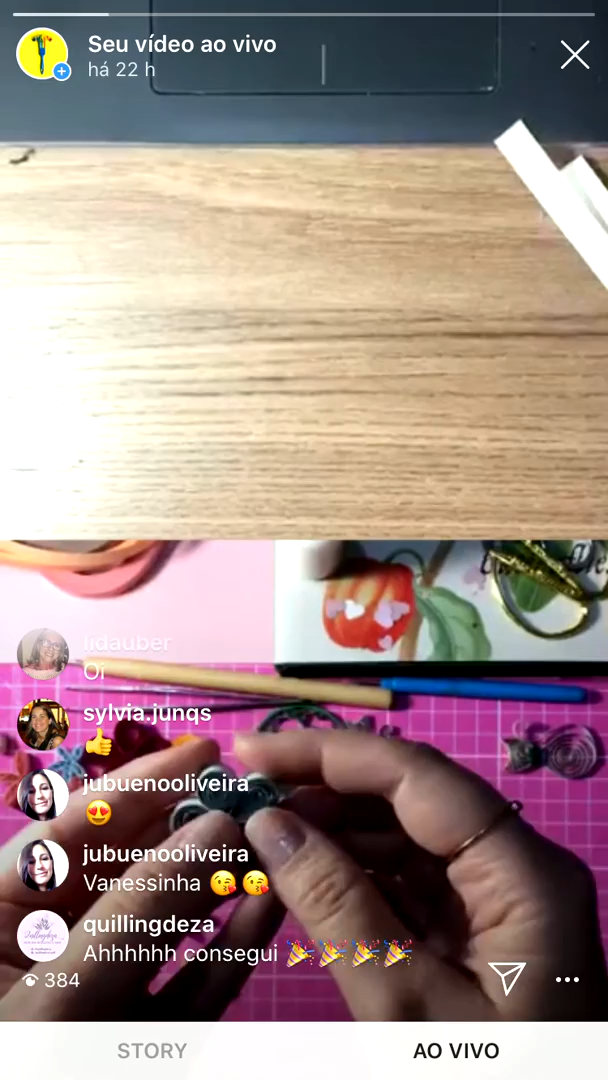 Seu vídeo ao vivo
há 22 h
lidauber
Oi
sylvia.junqs
👍
jubuenooliveira
😍
jubuenooliveira
Vanessinha 😘😘
quillingdeza
Ahhhhhh consegui 🎉🎉🎉🎉
384
STORY
AO VIVO